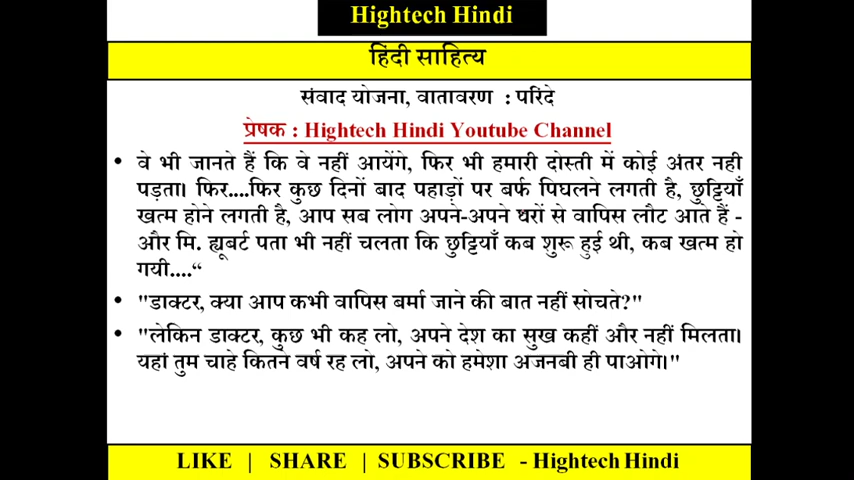 Hightech Hindi
हिंदी साहित्य
संवाद योजना, वातावरण : परिंदे
प्रेषक : Hightech Hindi Youtube Channel
• वे भी जानते हैं कि वे नहीं आयेंगे, फिर भी हमारी दोस्ती में कोई अंतर नही
पड़ता। फिर....फिर कुछ दिनों बाद पहाड़ों पर बर्फ पिघलने लगती है, छुट्टियाँ
खत्म होने लगती है, आप सब लोग अपने-अपने थरों से वापिस लौट आते हैं -
और मि. ह्यूबर्ट पता भी नहीं चलता कि छुट्टियाँ कब शुरू हुई थी, कब खत्म हो
गयी....“
• "डाक्टर, क्या आप कभी वापिस बर्मा जाने की बात नहीं सोचते?"
• "लेकिन डाक्टर, कुछ भी कह लो, अपने देश का सुख कहीं और नहीं मिलता।
यहां तुम चाहे कितने वर्ष रह लो, अपने को हमेशा अजनबी ही पाओगे।"
LIKE | SHARE | SUBSCRIBE - Hightech Hindi